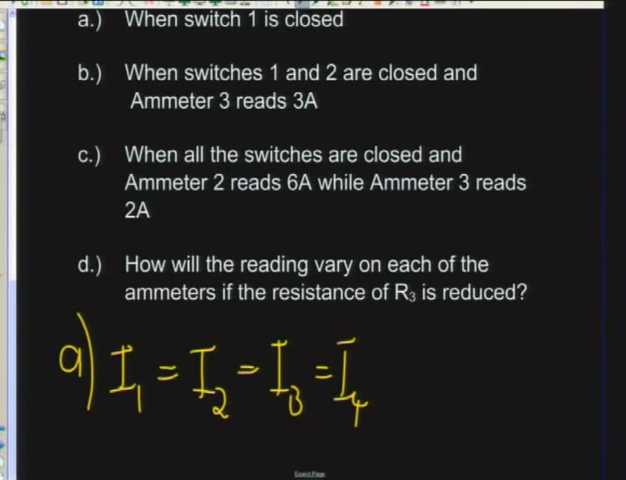 a.) When switch 1 is closed
b.) When switches 1 and 2 are closed and
Ammeter 3 reads 3A
c.) When all the switches are closed and
Ammeter 2 reads 6A while Ammeter 3 reads
2A
d.) How will the reading vary on each of the
ammeters if the resistance of R₃ is reduced?
a) I₁ = I₂ = I₃ = I₄